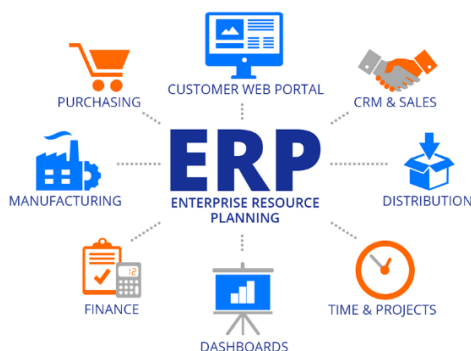 CUSTOMER WEB PORTAL
PURCHASING
CRM & SALES
ERP
ENTERPRISE RESOURCE
PLANNING
MANUFACTURING
DISTRIBUTION
FINANCE
TIME & PROJECTS
DASHBOARDS